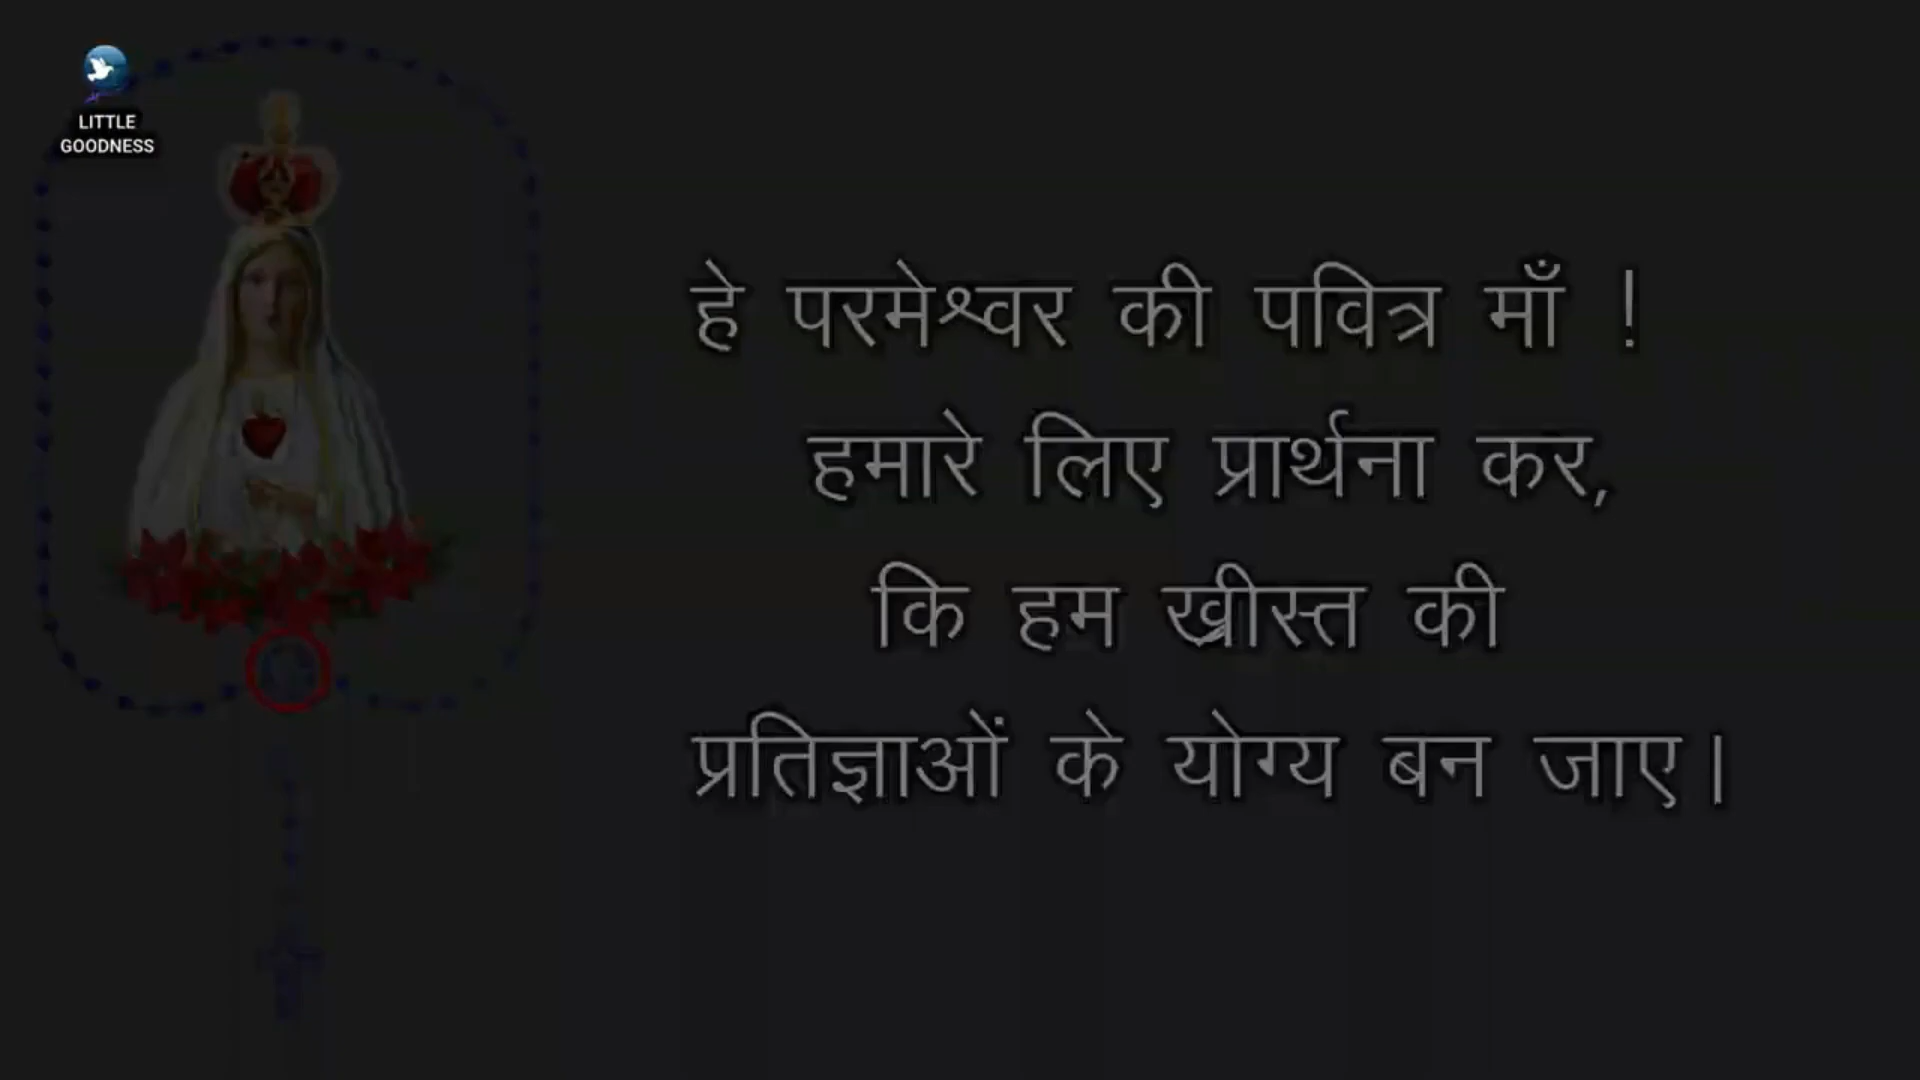 LITTLE
GOODNESS
हे परमेश्वर की पवित्र माँ !
हमारे लिए प्रार्थना कर,
कि हम ख्रीस्त की
प्रतिज्ञाओं के योग्य बन जाए।